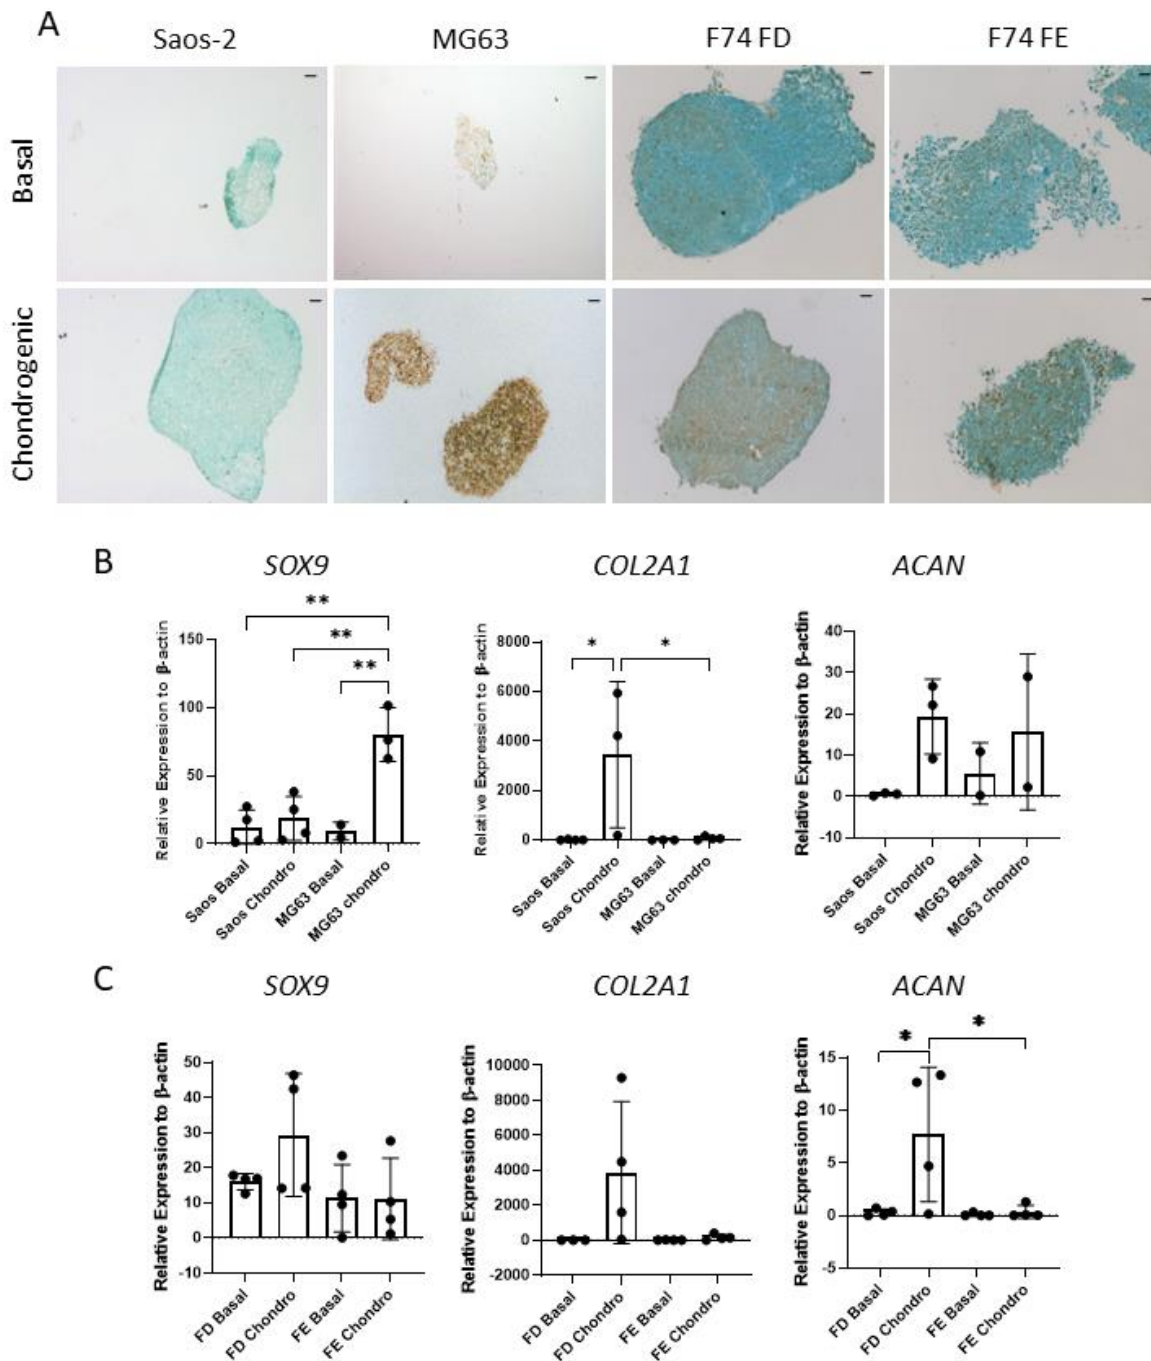 A
Saos-2 MG63 F74 FD F74 FE
Basal
Chondrogenic
B
SOX9 COL2A1 ACAN
Relative Expression to β-actin
150
100
50
0
**
**
**
Saos Basal
Saos Chondro
MG63 Basal
MG63 chondro
Relative Expression to β-actin
8000
6000
4000
2000
0
*
*
Saos Basal
Saos Chondro
MG63 Basal
MG63 chondro
Relative Expression to β-actin
40
30
20
10
0
-10
Saos Basal
Saos Chondro
MG63 Basal
MG63 chondro
C
SOX9 COL2A1 ACAN
Relative Expression to β-actin
50
40
30
20
10
0
-10
FD Basal
FD Chondro
FE Basal
FE Chondro
Relative Expression to β-actin
10000
8000
6000
4000
2000
0
-2000
FD Basal
FD Chondro
FE Basal
FE Chondro
Relative Expression to β-actin
15
10
5
0
-5
*
*
FD Basal
FD Chondro
FE Basal
FE Chondro